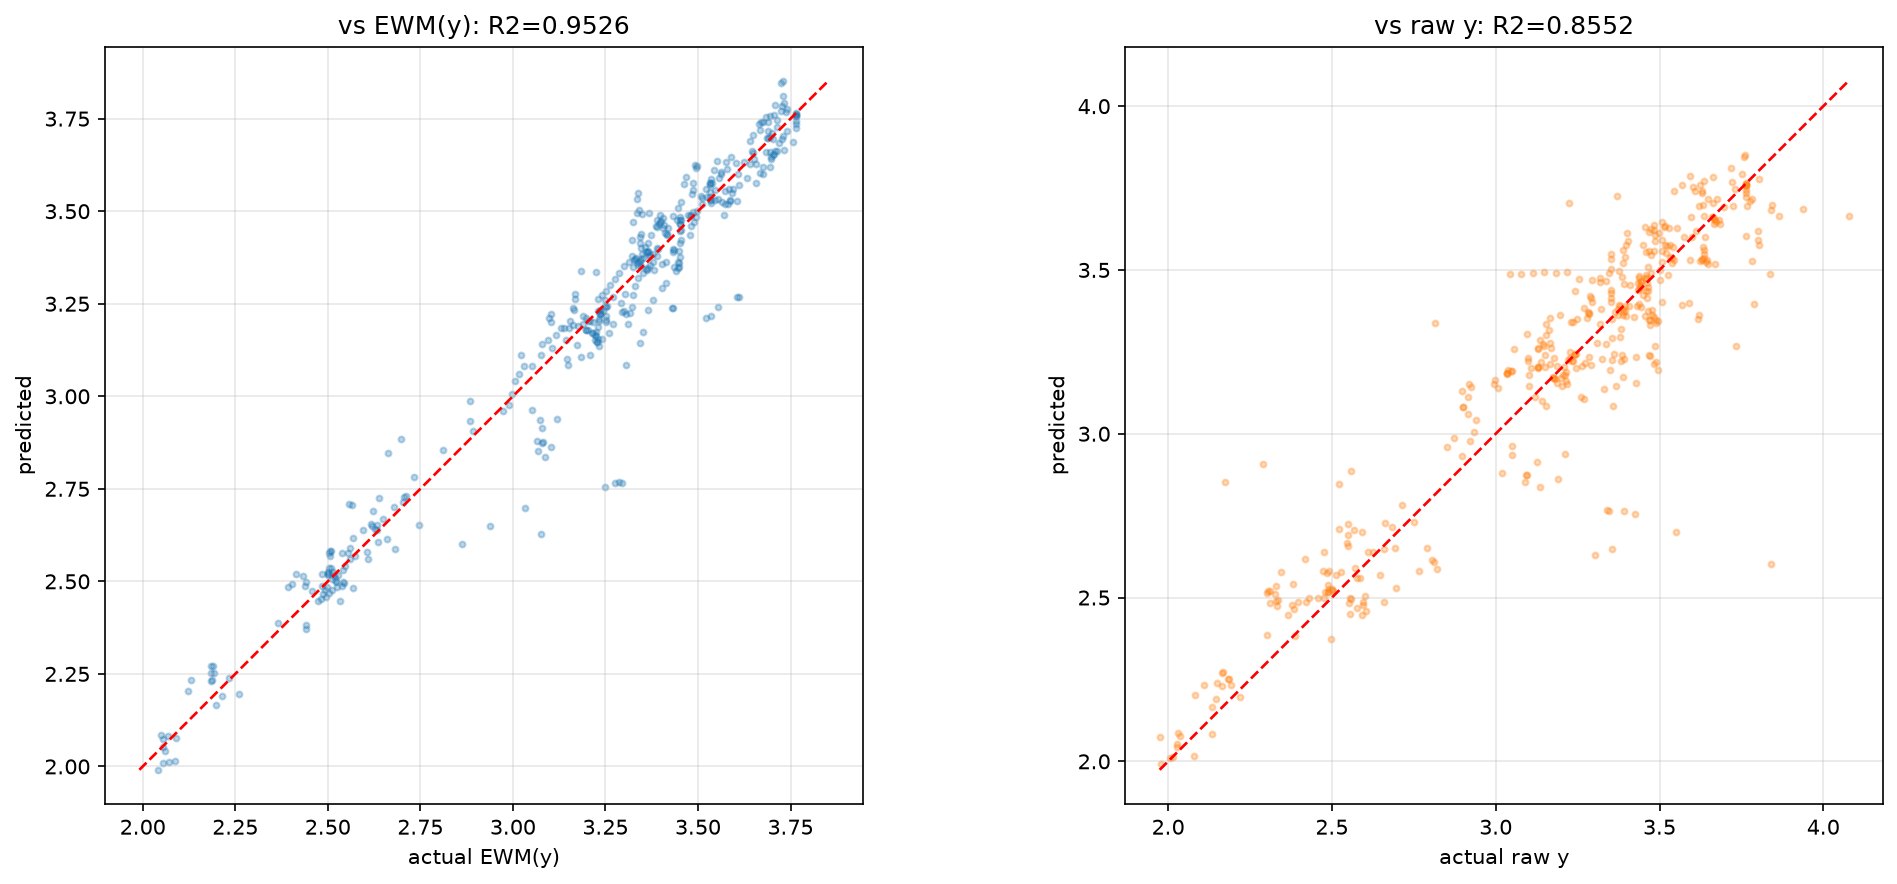 vs EWM(y): R2=0.9526
3.75
3.50
3.25
3.00
2.75
2.50
2.25
2.00
predicted
2.00 2.25 2.50 2.75 3.00 3.25 3.50 3.75
actual EWM(y)
vs raw y: R2=0.8552
4.0
3.5
3.0
2.5
2.0
predicted
2.0 2.5 3.0 3.5 4.0
actual raw y